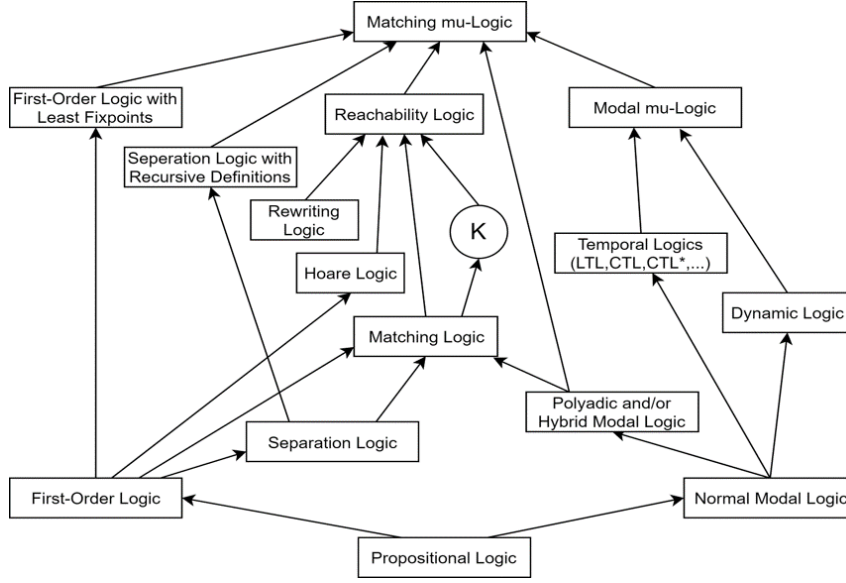 Matching mu-Logic
First-Order Logic with
Least Fixpoints
Reachability Logic
Modal mu-Logic
Seperation Logic with
Recursive Definitions
Rewriting
Logic
K
Temporal Logics
(LTL,CTL,CTL*,...)
Hoare Logic
Dynamic Logic
Matching Logic
Polyadic and/or
Hybrid Modal Logic
Separation Logic
First-Order Logic
Normal Modal Logic
Propositional Logic